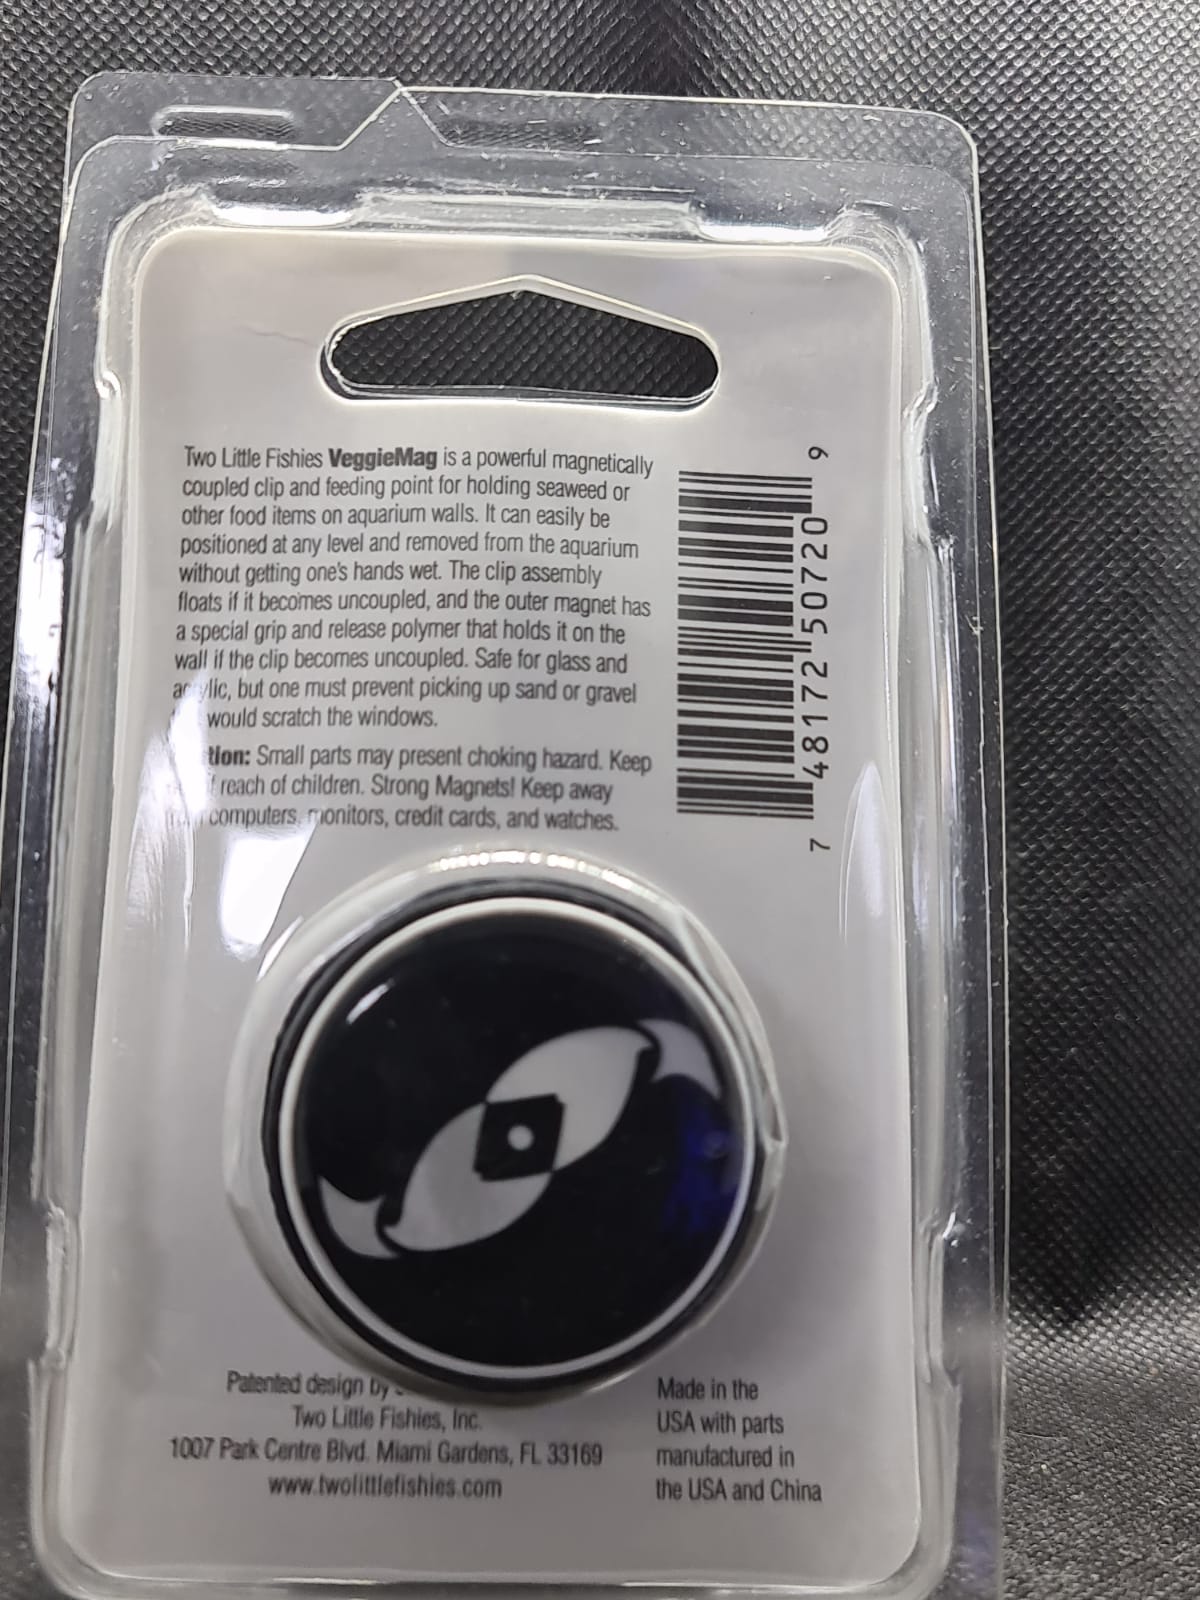 Two Little Fishies VeggieMag is a powerful magnetically
coupled clip and feeding point for holding seaweed or
other food items on aquarium walls. It can easily be
positioned at any level and removed from the aquarium
without getting one's hands wet. The clip assembly
floats if it becomes uncoupled, and the outer magnet has
a special grip and release polymer that holds it on the
wall if the clip becomes uncoupled. Safe for glass and
but one must prevent picking up sand or gravel
would scratch the windows.
Small parts may present choking hazard. Keep
reach of children. Strong Magnets! Keep away
computers, monitors, credit cards, and watches.
7 48172 50720 9
Patented design by
Two Little Fishies, Inc.
1007 Park Centre Blvd. Miami Gardens, FL 33169
www.twolittlefishies.com
Made in the
USA with parts
manufactured in
the USA and China